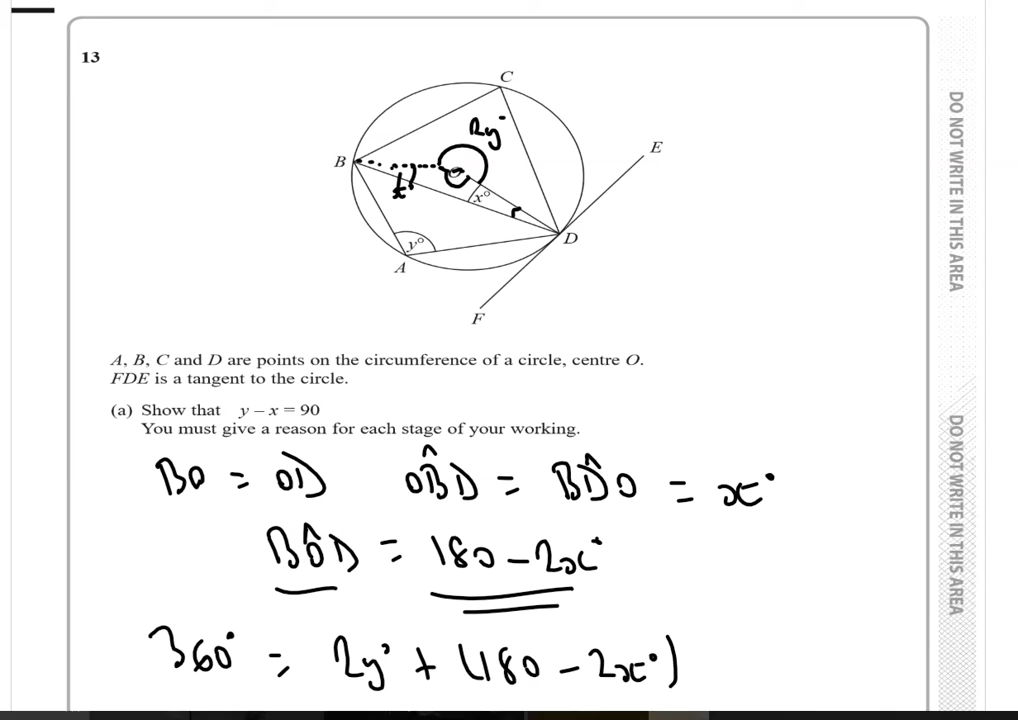 13
C
2y°
B
E
x
x°
D
y°
A
F
A, B, C and D are points on the circumference of a circle, centre O.
FDE is a tangent to the circle.
(a) Show that y – x = 90
You must give a reason for each stage of your working.
BO = OD OB̂D = BD̂O = x°
BÔD = 180 – 2x°
360° = 2y° + (180 – 2x°)
DO NOT WRITE IN THIS AREA
DO NOT WRITE IN THIS AREA